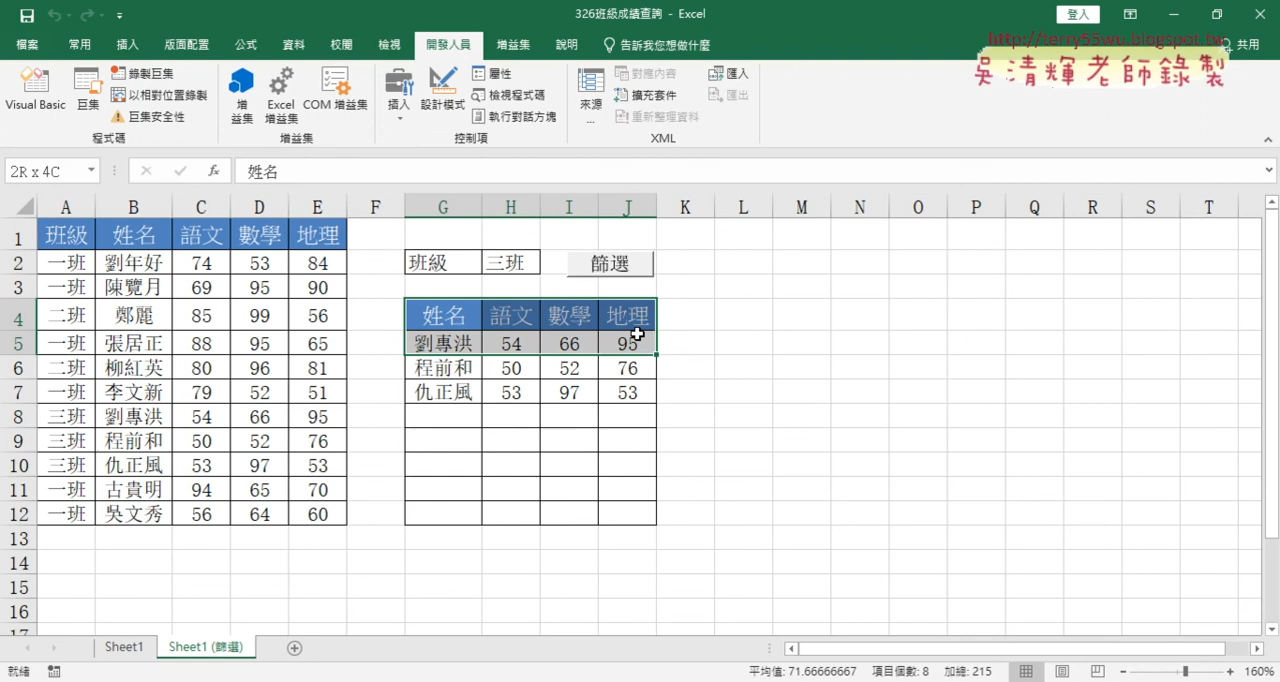 326班級成績查詢 - Excel
登入
檔案 常用 插入 版面配置 公式 資料 校閱 檢視 開發人員 增益集 說明 告訴我您想做什麼 共用
http://terry55wu.blogspot.tw
吳清輝老師錄製
Visual Basic 巨集 錄製巨集 以相對位置錄製 巨集安全性
增益集 Excel 增益集 COM 增益集
插入 設計模式 屬性 檢視程式碼 執行對話方塊
來源... 對應內容 擴充套件 重新整理資料 匯入 匯出
程式碼 增益集 控制項 XML
2R x 4C fx 姓名
A B C D E F G H I J K L M N O P Q R S T
1 班級 姓名 語文 數學 地理
2 一班 劉年好 74 53 84 班級 三班 篩選
3 一班 陳覽月 69 95 90
4 二班 鄭麗 85 99 56 姓名 語文 數學 地理
5 一班 張居正 88 95 65 劉專洪 54 66 95
6 二班 柳紅英 80 96 81 程前和 50 52 76
7 一班 李文新 79 52 51 仇正風 53 97 53
8 三班 劉專洪 54 66 95
9 三班 程前和 50 52 76
10 三班 仇正風 53 97 53
11 一班 古貴明 94 65 70
12 一班 吳文秀 56 64 60
13
14
15
16
17
Sheet1 Sheet1 (篩選)
就緒 平均值: 71.66666667 項目個數: 8 加總: 215 160%